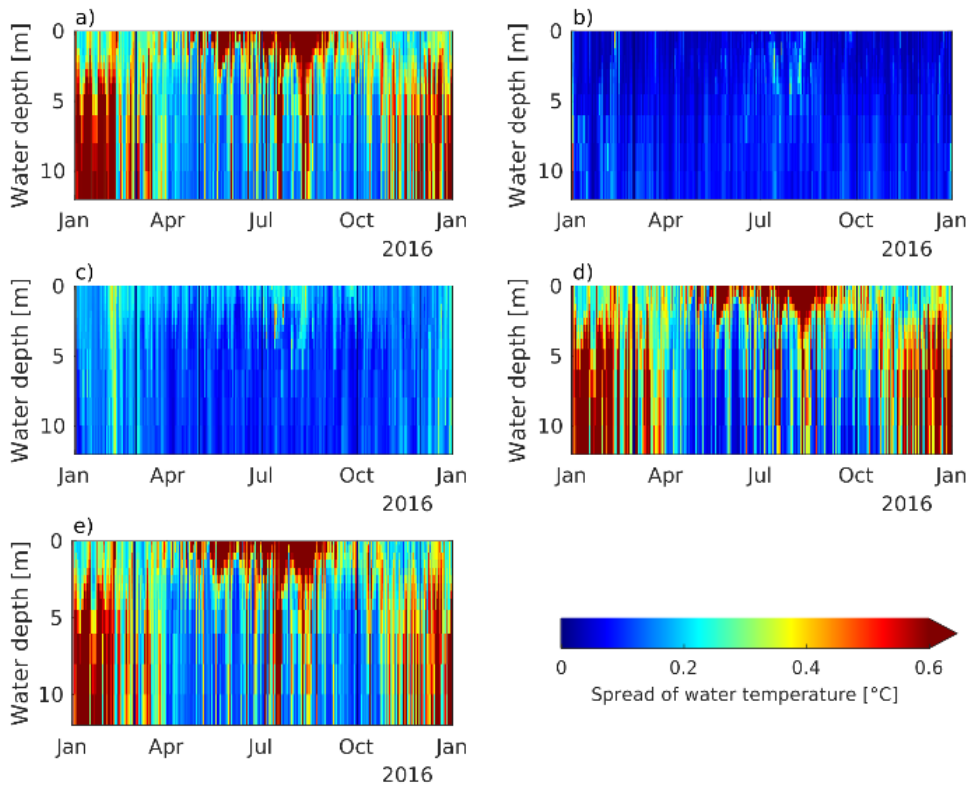 a)
Water depth [m]
0
5
10
Jan Apr Jul Oct Jan
2016
b)
Water depth [m]
0
5
10
Jan Apr Jul Oct Jan
2016
c)
Water depth [m]
0
5
10
Jan Apr Jul Oct Jan
2016
d)
Water depth [m]
0
5
10
Jan Apr Jul Oct Jan
2016
e)
Water depth [m]
0
5
10
Jan Apr Jul Oct Jan
2016
0 0.2 0.4 0.6
Spread of water temperature [°C]